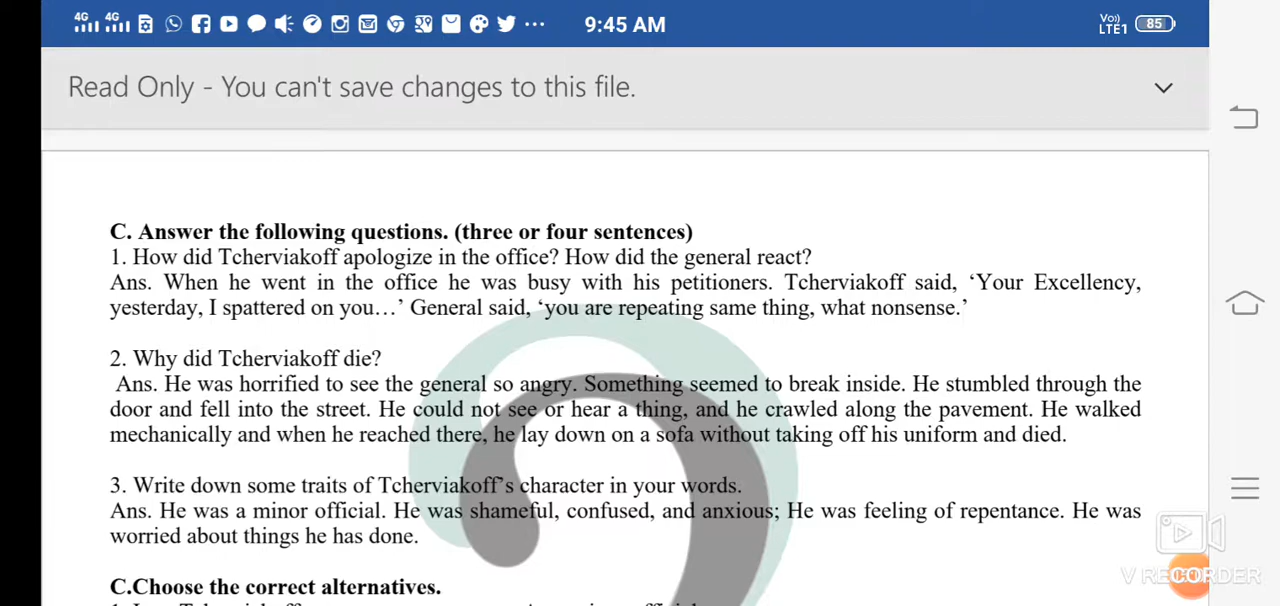 4G 4G 9:45 AM Vo)) LTE1 85
Read Only - You can't save changes to this file.
C. Answer the following questions. (three or four sentences)
1. How did Tcherviakoff apologize in the office? How did the general react?
Ans. When he went in the office he was busy with his petitioners. Tcherviakoff said, ‘Your Excellency,
yesterday, I spattered on you…’ General said, ‘you are repeating same thing, what nonsense.’
2. Why did Tcherviakoff die?
Ans. He was horrified to see the general so angry. Something seemed to break inside. He stumbled through the
door and fell into the street. He could not see or hear a thing, and he crawled along the pavement. He walked
mechanically and when he reached there, he lay down on a sofa without taking off his uniform and died.
3. Write down some traits of Tcherviakoff’s character in your words.
Ans. He was a minor official. He was shameful, confused, and anxious; He was feeling of repentance. He was
worried about things he has done.
C.Choose the correct alternatives.
V RECORDER